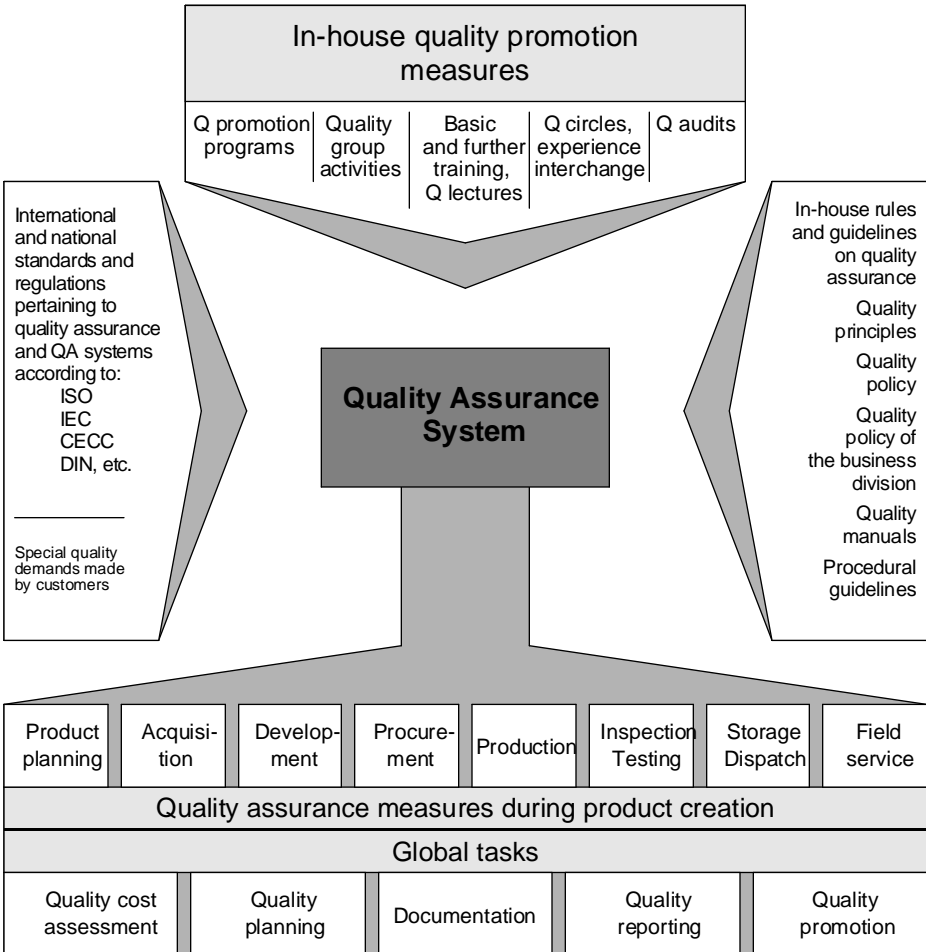 In-house quality promotion
measures
Q promotion
programs
Quality
group
activities
Basic
and further
training,
Q lectures
Q circles,
experience
interchange
Q audits
International
and national
standards and
regulations
pertaining to
quality assurance
and QA systems
according to:
ISO
IEC
CECC
DIN, etc.
Special quality
demands made
by customers
Quality Assurance
System
In-house rules
and guidelines
on quality
assurance
Quality
principles
Quality
policy
Quality
policy of
the business
division
Quality
manuals
Procedural
guidelines
Product
planning
Acquisi-
tion
Develop-
ment
Procure-
ment
Production
Inspection
Testing
Storage
Dispatch
Field
service
Quality assurance measures during product creation
Global tasks
Quality cost
assessment
Quality
planning
Documentation
Quality
reporting
Quality
promotion